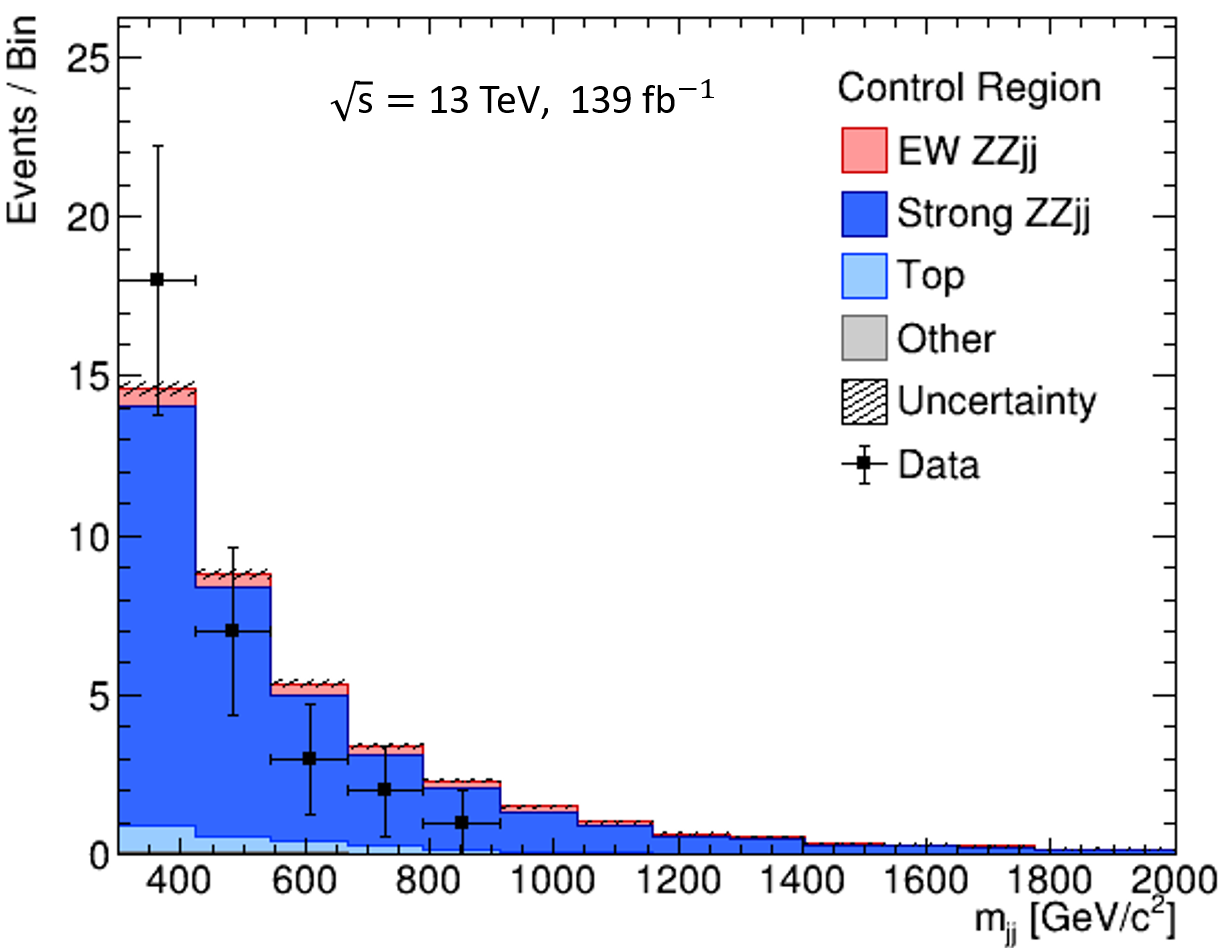 Events / Bin
25
20
15
10
5
0
√s = 13 TeV, 139 fb⁻¹
Control Region
EW ZZjj
Strong ZZjj
Top
Other
Uncertainty
Data
400 600 800 1000 1200 1400 1600 1800 2000
m_jj [GeV/c²]